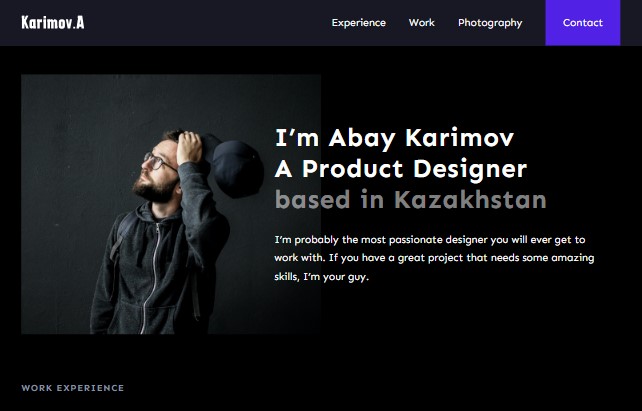 Karimov.A
Experience
Work
Photography
Contact
I’m Abay Karimov
A Product Designer
based in Kazakhstan
I’m probably the most passionate designer you will ever get to
work with. If you have a great project that needs some amazing
skills, I’m your guy.
WORK EXPERIENCE